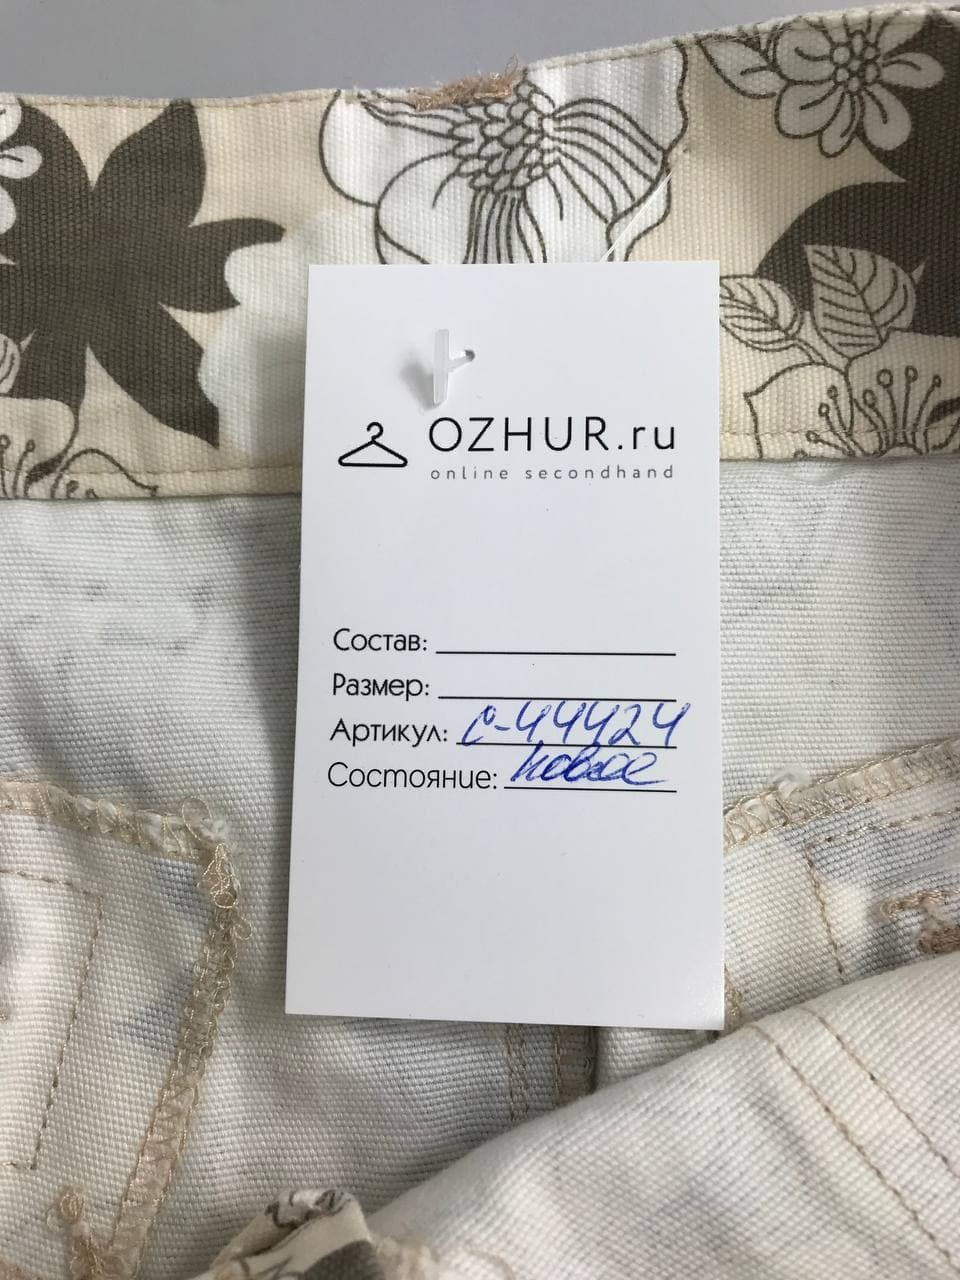 OZHUR.ru
online secondhand
Состав:
Размер:
Артикул: с-44424
Состояние: новое